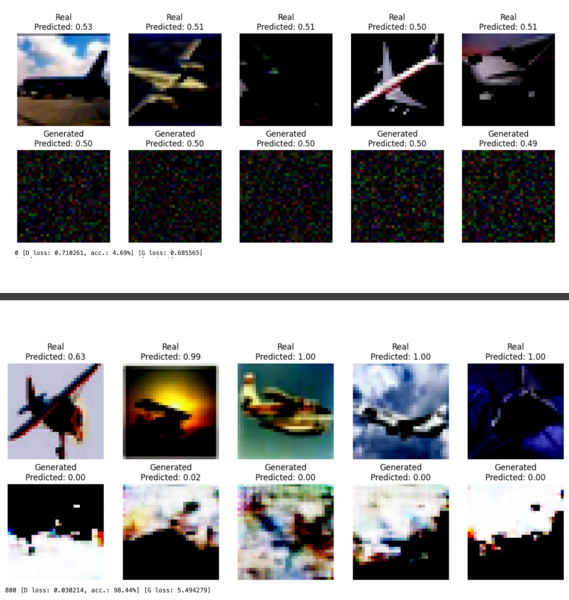 Real Real Real Real Real
Predicted: 0.53 Predicted: 0.51 Predicted: 0.51 Predicted: 0.50 Predicted: 0.51
Generated Generated Generated Generated Generated
Predicted: 0.50 Predicted: 0.50 Predicted: 0.50 Predicted: 0.50 Predicted: 0.49
0 [D loss: 0.710261, acc.: 4.69%] [G loss: 0.685565]
Real Real Real Real Real
Predicted: 0.63 Predicted: 0.99 Predicted: 1.00 Predicted: 1.00 Predicted: 1.00
Generated Generated Generated Generated Generated
Predicted: 0.00 Predicted: 0.02 Predicted: 0.00 Predicted: 0.00 Predicted: 0.00
800 [D loss: 0.030214, acc.: 98.44%] [G loss: 5.494279]